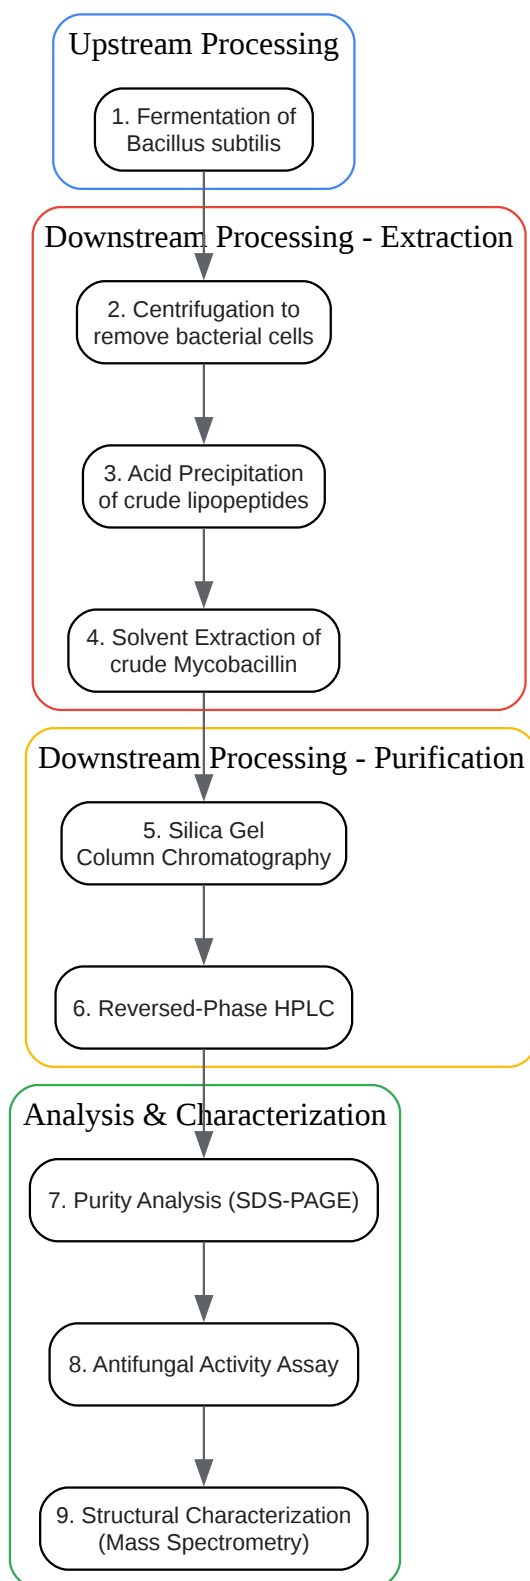 Upstream Processing
1. Fermentation of
Bacillus subtilis
Downstream Processing - Extraction
2. Centrifugation to
remove bacterial cells
3. Acid Precipitation
of crude lipopeptides
4. Solvent Extraction of
crude Mycobacillin
Downstream Processing - Purification
5. Silica Gel
Column Chromatography
6. Reversed-Phase HPLC
Analysis & Characterization
7. Purity Analysis (SDS-PAGE)
8. Antifungal Activity Assay
9. Structural Characterization
(Mass Spectrometry)